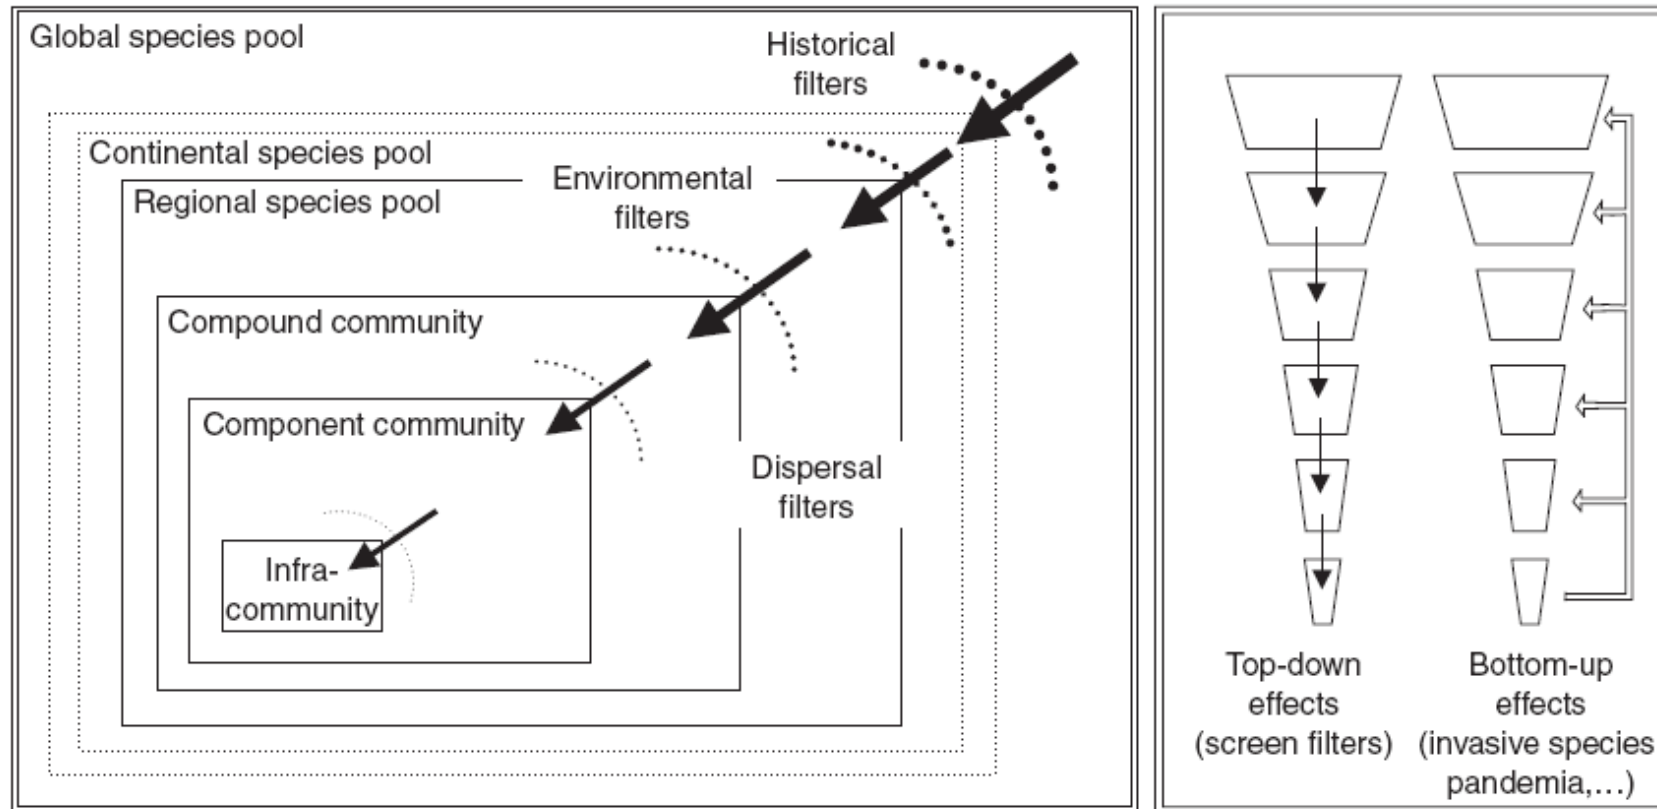 Global species pool
Historical
filters
Continental species pool
Environmental
filters
Regional species pool
Compound community
Component community
Dispersal
filters
Infra-
community
Top-down
effects
(screen filters)
Bottom-up
effects
(invasive species
pandemia,...)